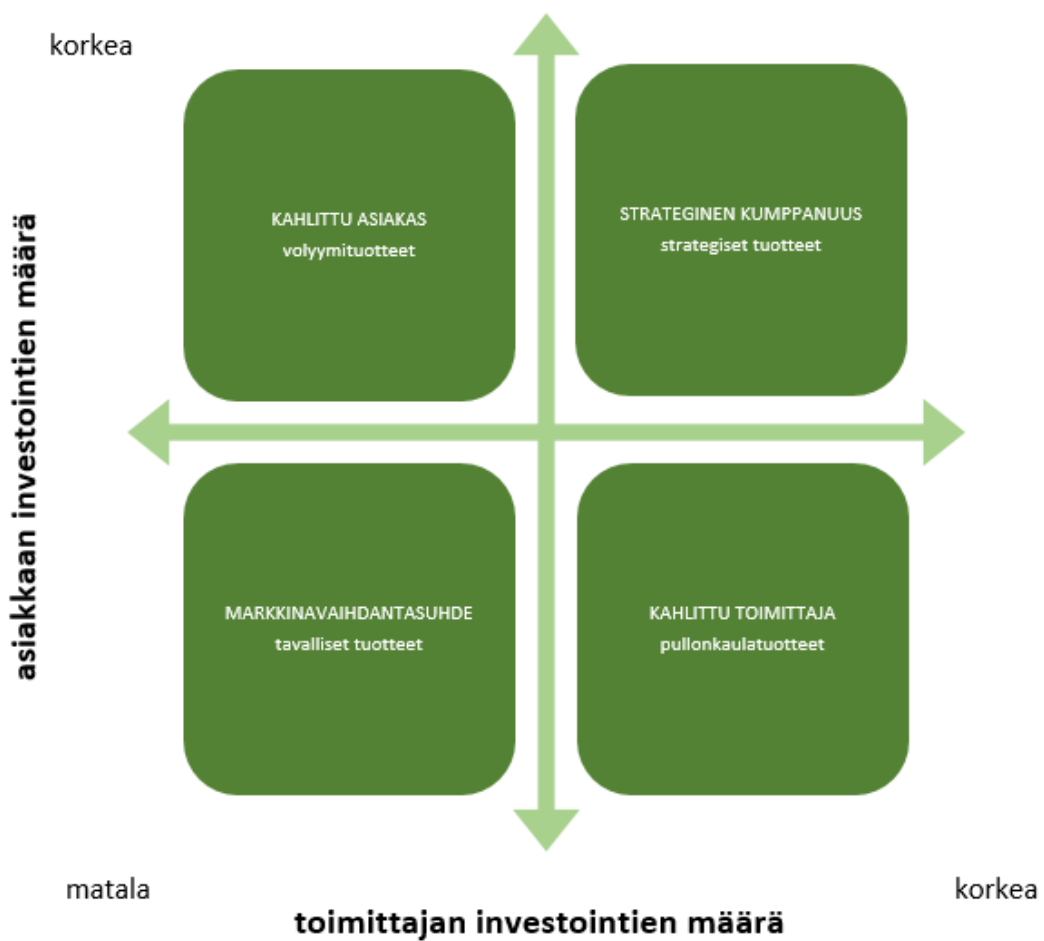 korkea
KAHLITTU ASIAKAS
volyymituotteet
STRATEGINEN KUMPPANUUS
strategiset tuotteet
asiakkaan investointien määrä
MARKKINAVAIHDANTASUHDE
tavalliset tuotteet
KAHLITTU TOIMITTAJA
pullonkaulatuotteet
matala
korkea
toimittajan investointien määrä